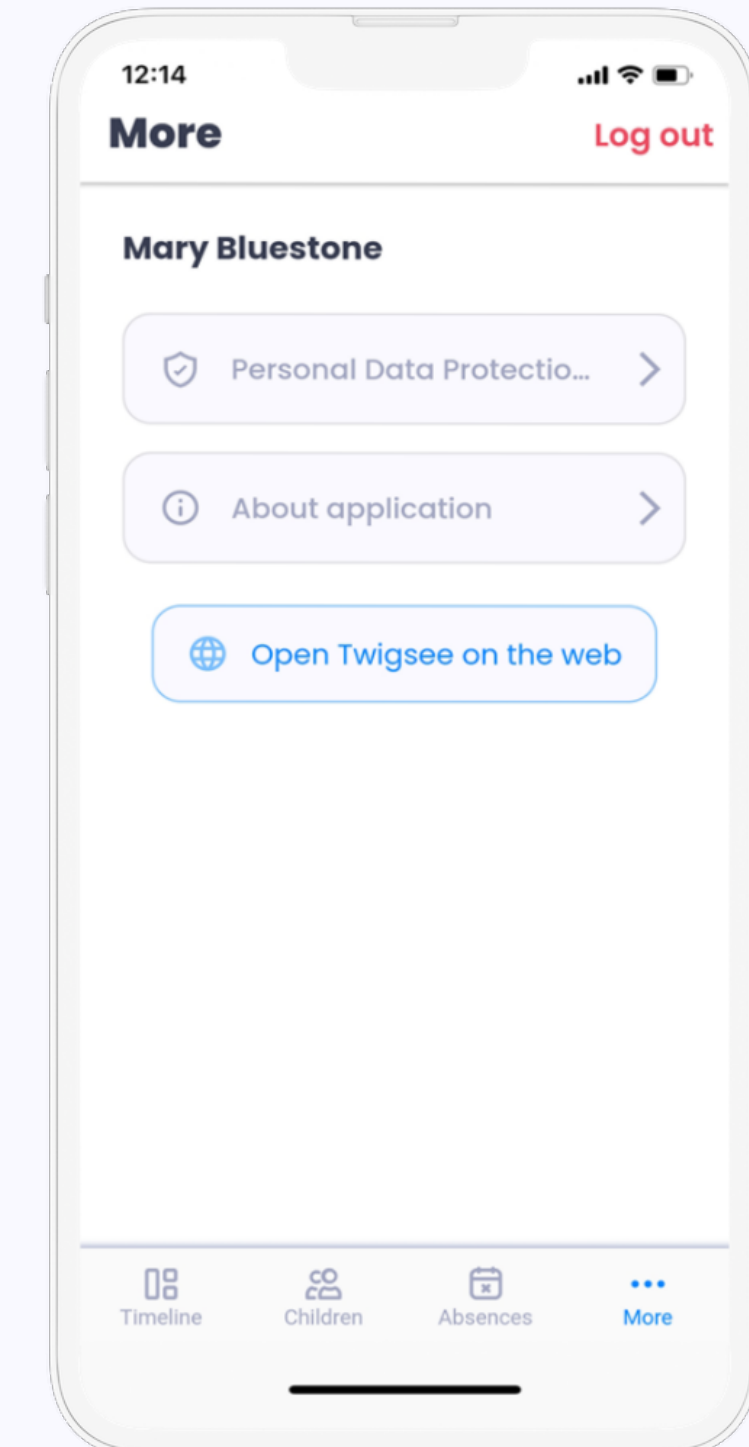 12:14
More
Log out
Mary Bluestone
Personal Data Protectio...
About application
Open Twigsee on the web
Timeline
Children
Absences
More